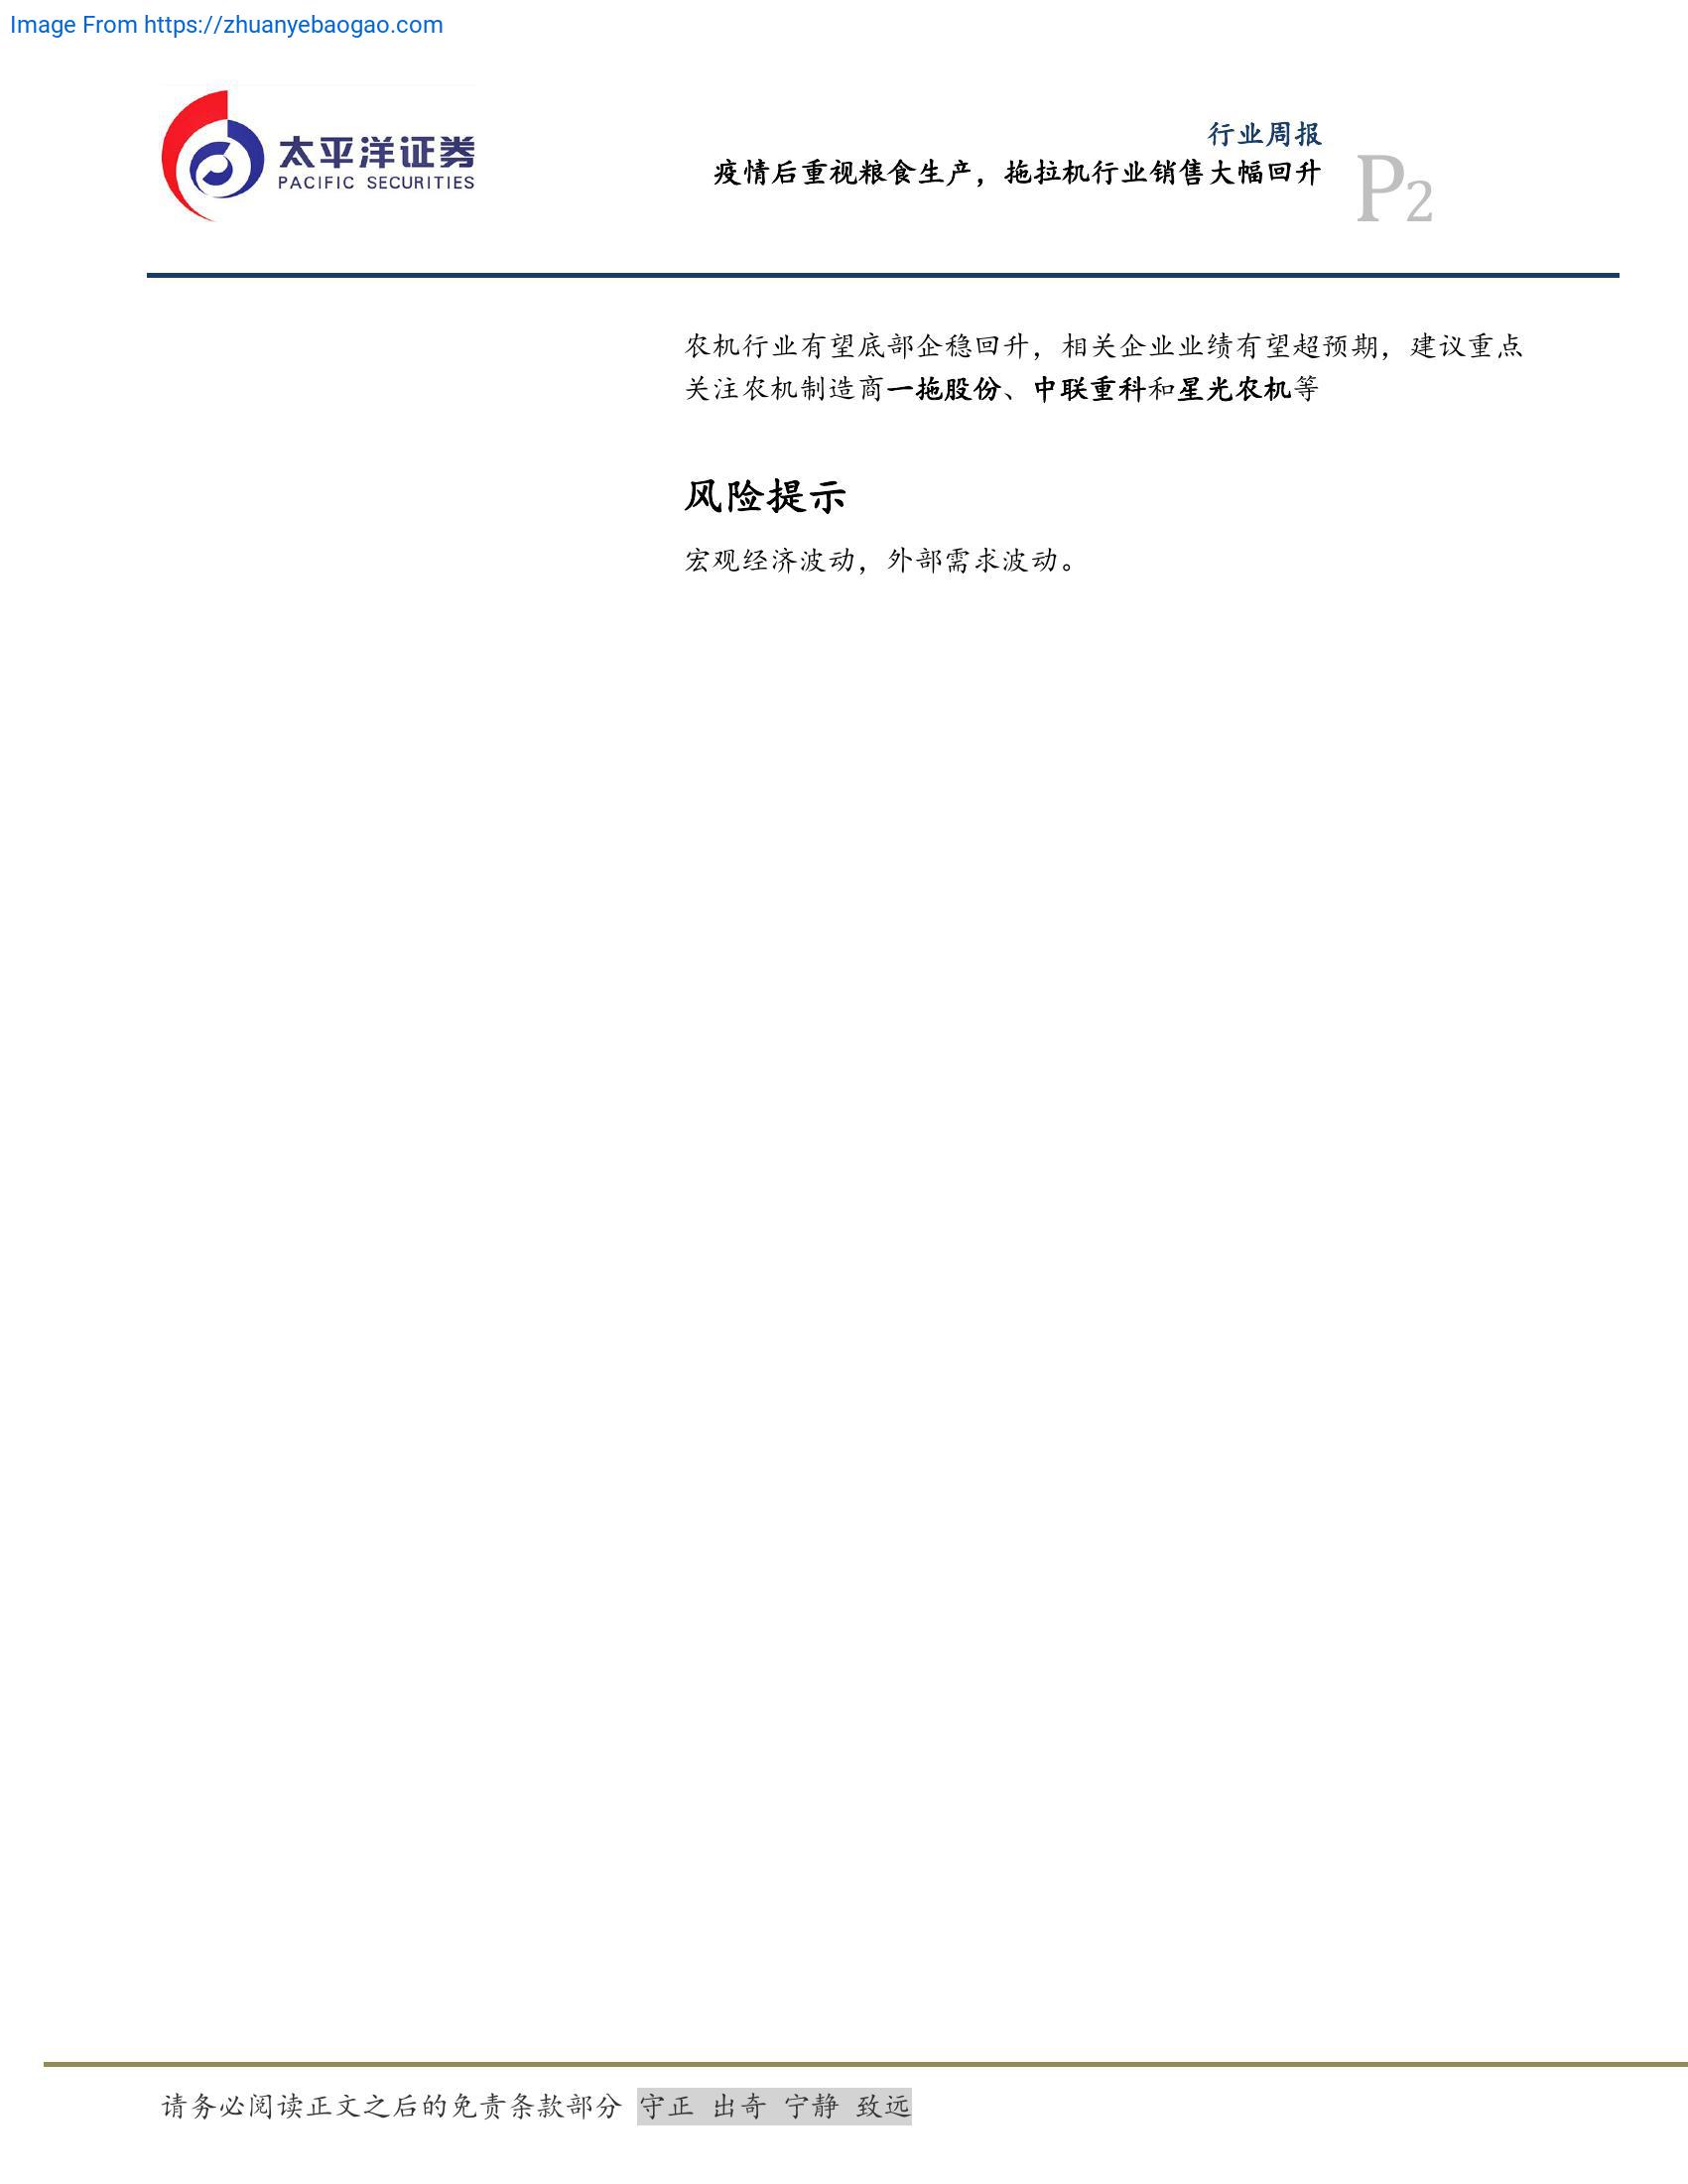 Image From https://zhuanyebaogao.com
太平洋证券
PACIFIC SECURITIES
行业周报
疫情后重视粮食生产，拖拉机行业销售大幅回升
P2
农机行业有望底部企稳回升，相关企业业绩有望超预期，建议重点
关注农机制造商一拖股份、中联重科和星光农机等
风险提示
宏观经济波动，外部需求波动。
请务必阅读正文之后的免责条款部分 守正 出奇 宁静 致远